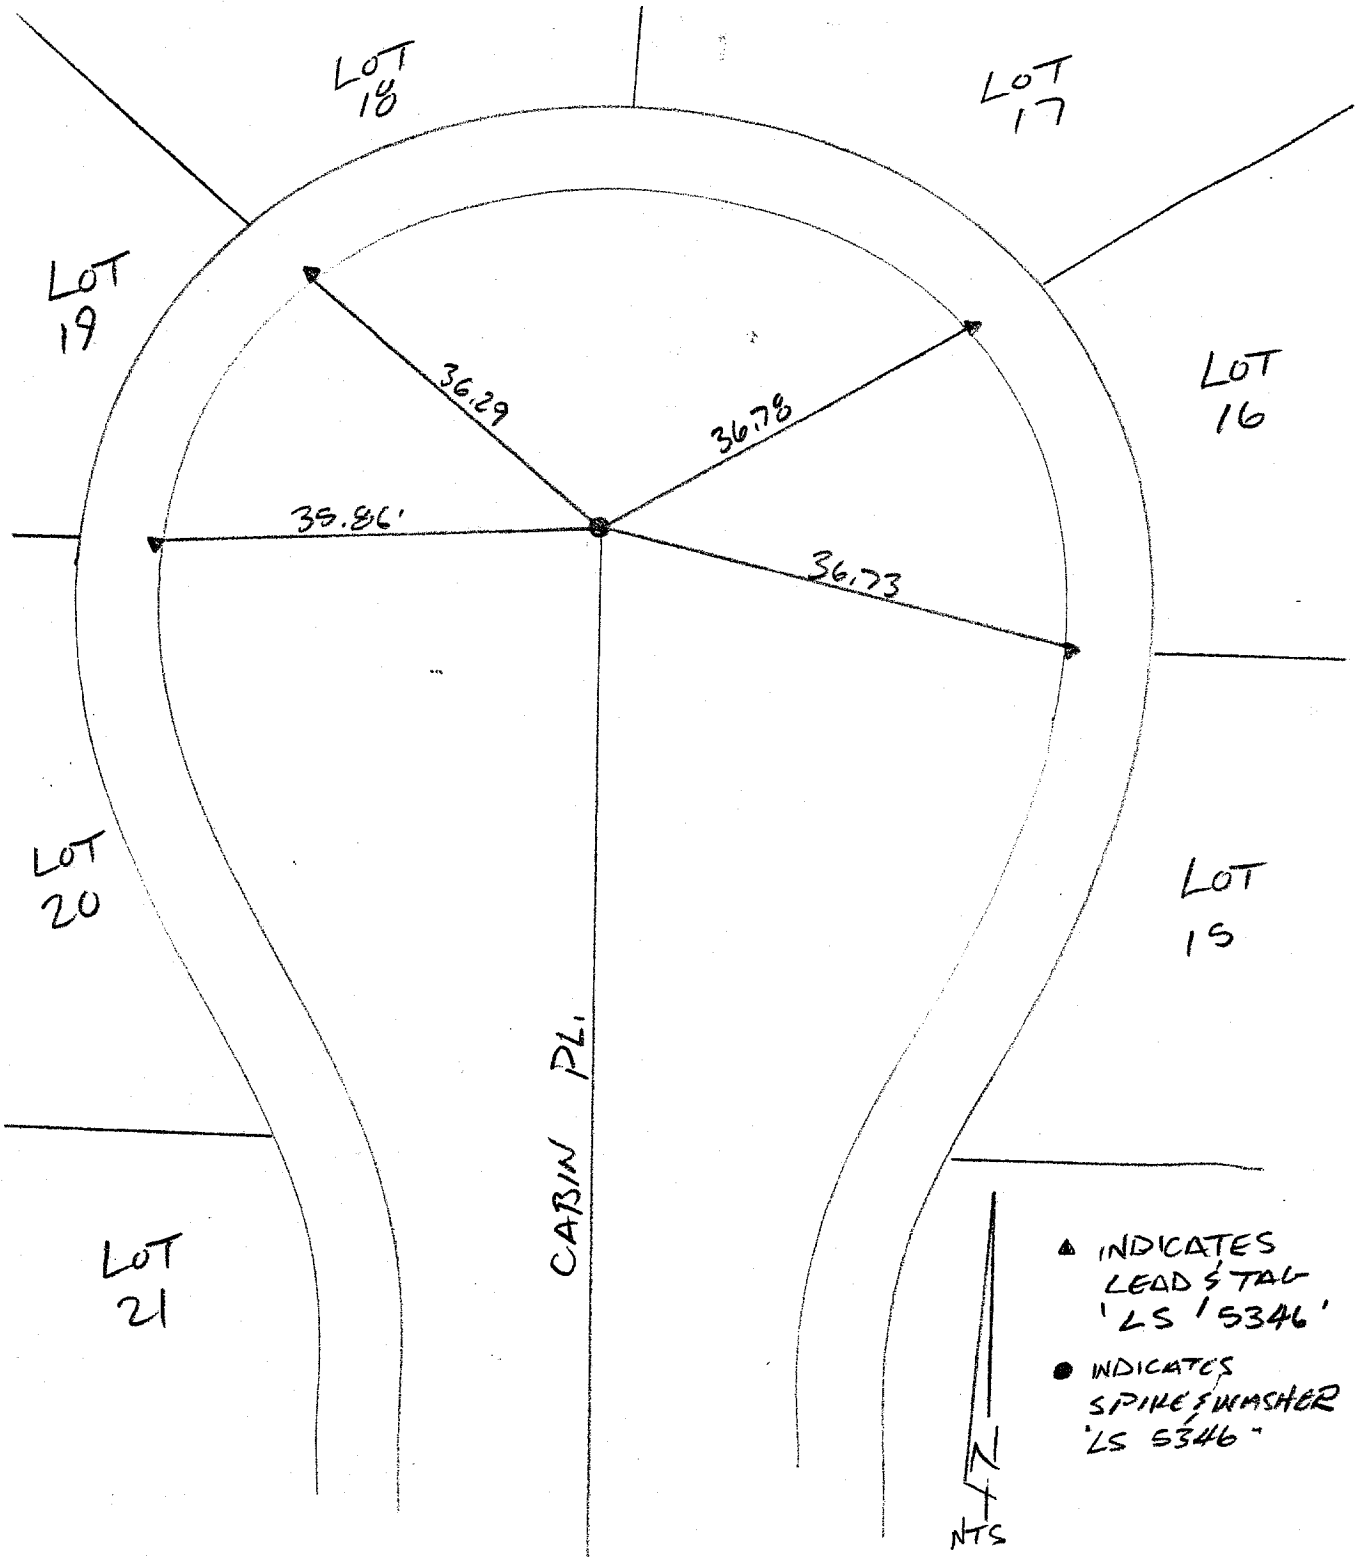 LOT
18
LOT
17
LOT
19
LOT
16
36.29
36.78
35.86'
36.73
LOT
20
LOT
15
CABIN PL.
LOT
21
▲ INDICATES
LEAD & TAG
'LS 5346'
● INDICATES
SPIKE & WASHER
'LS 5346"
N
NTS